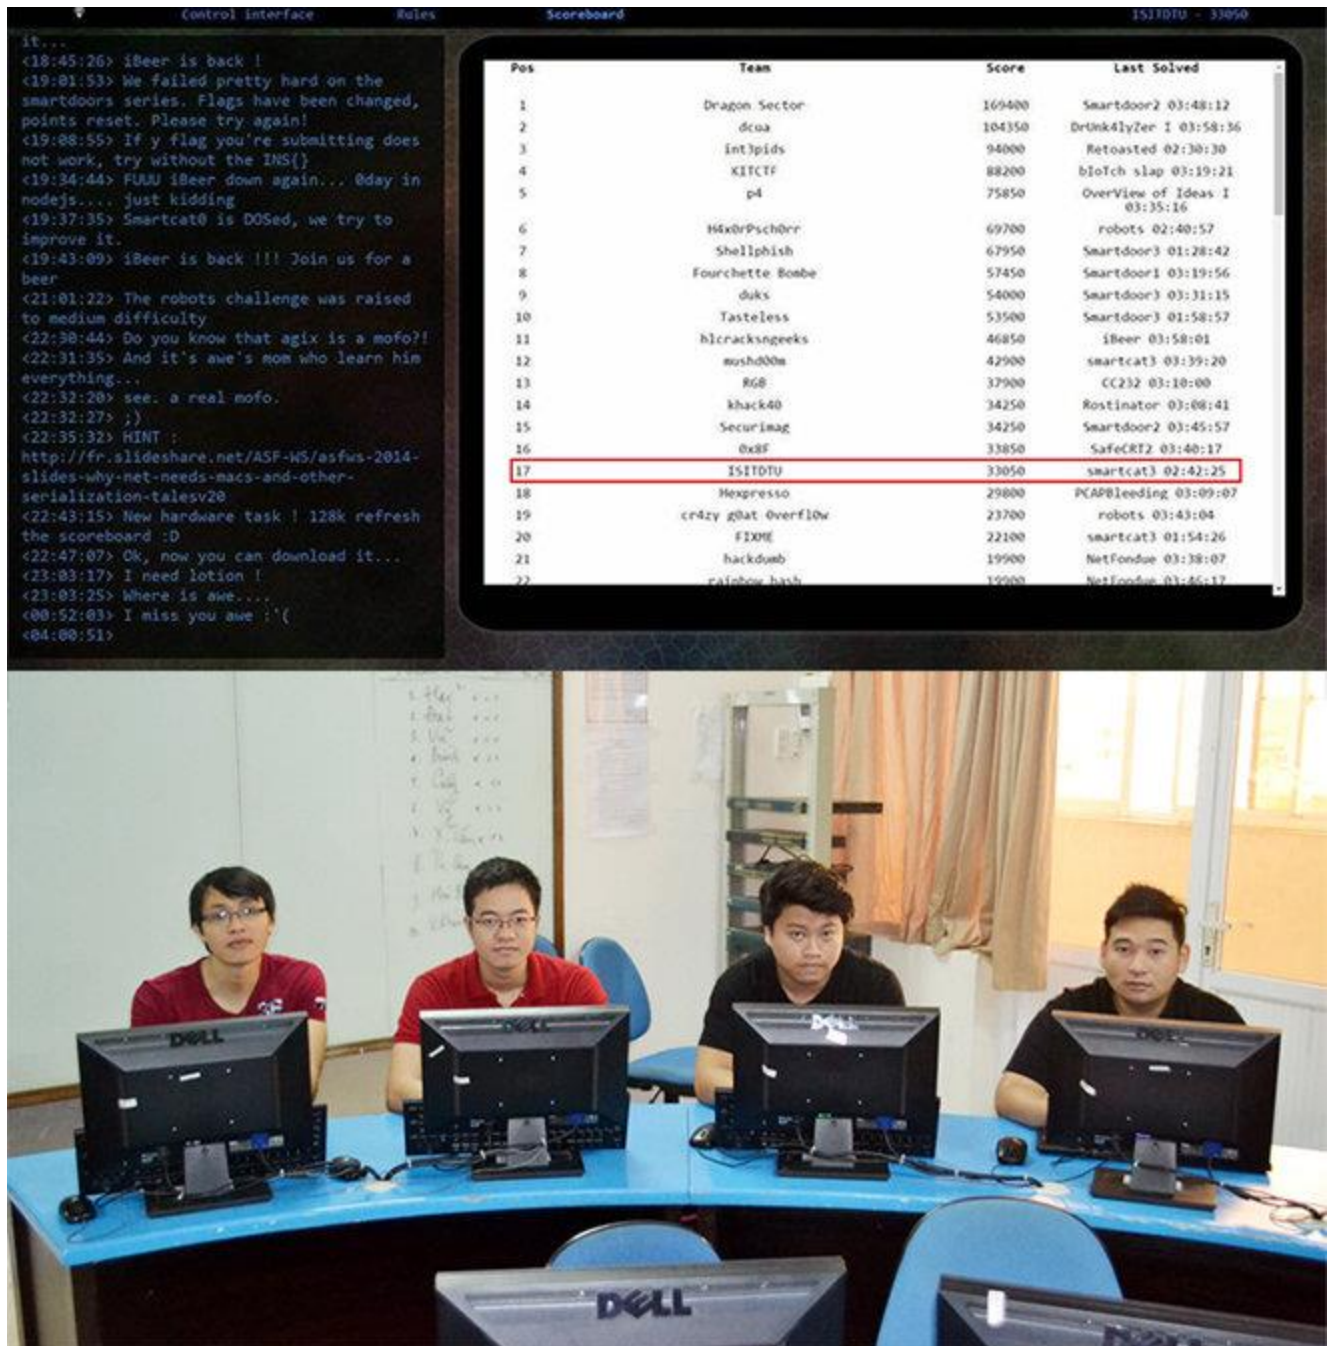 Control interface Rules Scoreboard ISITDTU - 33050
it...
<18:45:26> iBeer is back !
<19:01:53> We failed pretty hard on the
smartdoors series. Flags have been changed,
points reset. Please try again!
<19:08:55> If y flag you're submitting does
not work, try without the INS{}
<19:34:44> FUUU iBeer down again... 0day in
nodejs.... just kidding
<19:37:35> Smartcat0 is DOSed, we try to
improve it.
<19:43:09> iBeer is back !!! Join us for a
beer
<21:01:22> The robots challenge was raised
to medium difficulty
<22:30:44> Do you know that agix is a mofo?!
<22:31:35> And it's awe's mom who learn him
everything...
<22:32:20> see. a real mofo.
<22:32:27> ;)
<22:35:32> HINT :
http://fr.slideshare.net/ASF-WS/asfws-2014-
slides-why-net-needs-macs-and-other-
serialization-talesv20
<22:43:15> New hardware task ! 128k refresh
the scoreboard :D
<22:47:07> Ok, now you can download it...
<23:03:17> I need lotion !
<23:03:25> Where is awe....
<00:52:03> I miss you awe :'(
<04:00:51>
Pos Team Score Last Solved
1 Dragon Sector 169400 Smartdoor2 03:48:12
2 dcua 104350 DrUnk4lyZer I 03:58:36
3 int3pids 94000 Retoasted 02:30:30
4 KITCTF 88200 bIoTch slap 03:19:21
5 p4 75850 OverView of Ideas I
03:35:16
6 H4x0rPsch0rr 69700 robots 02:40:57
7 Shellphish 67950 Smartdoor3 01:28:42
8 Fourchette Bombe 57450 Smartdoor1 03:19:56
9 duks 54000 Smartdoor3 03:31:15
10 Tasteless 53500 Smartdoor3 01:58:57
11 hlcracksngeeks 46850 iBeer 03:58:01
12 mushd00m 42900 smartcat3 03:39:20
13 RGB 37900 CC232 03:10:00
14 khack40 34250 Rostinator 03:08:41
15 Securimag 34250 Smartdoor2 03:45:57
16 0x8F 33850 SafeCRT2 03:40:17
17 ISITDTU 33050 smartcat3 02:42:25
18 Hexpresso 29800 PCAPBleeding 03:09:07
19 cr4zy g0at 0verfl0w 23700 robots 03:43:04
20 FIXME 22100 smartcat3 01:54:26
21 hackdumb 19900 NetFondue 03:38:07
22 rainbow bash 19900 NetFondue 03:46:17
DELL
DELL
DELL
DELL
DELL
DELL